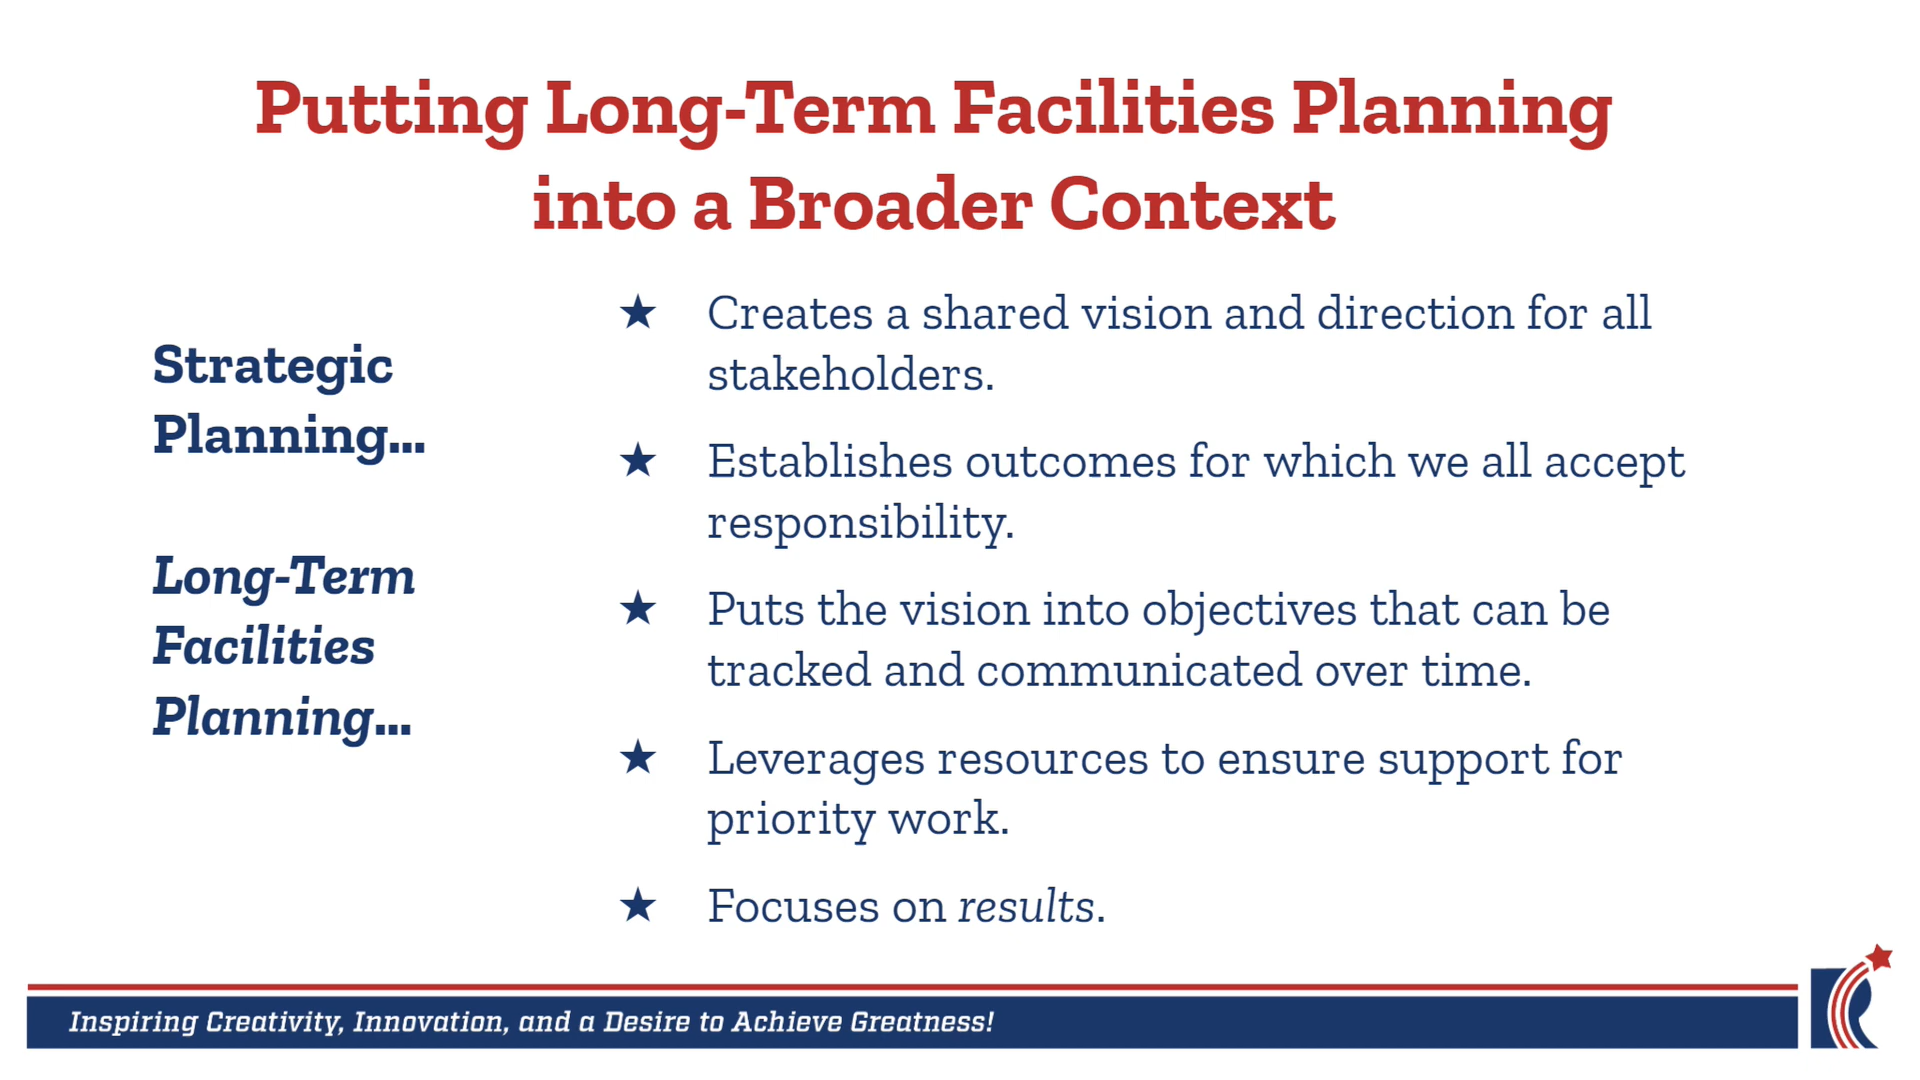 Putting Long-Term Facilities Planning
into a Broader Context
Strategic
Planning...
Long-Term
Facilities
Planning...
★ Creates a shared vision and direction for all
stakeholders.
★ Establishes outcomes for which we all accept
responsibility.
★ Puts the vision into objectives that can be
tracked and communicated over time.
★ Leverages resources to ensure support for
priority work.
★ Focuses on results.
Inspiring Creativity, Innovation, and a Desire to Achieve Greatness!
R